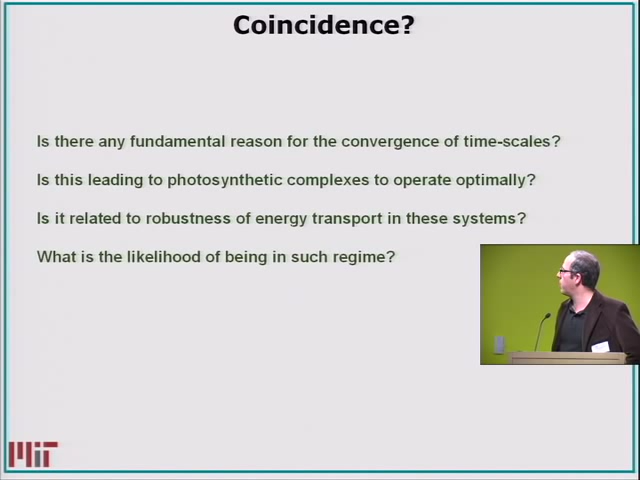 Coincidence?
Is there any fundamental reason for the convergence of time-scales?
Is this leading to photosynthetic complexes to operate optimally?
Is it related to robustness of energy transport in these systems?
What is the likelihood of being in such regime?
MIT